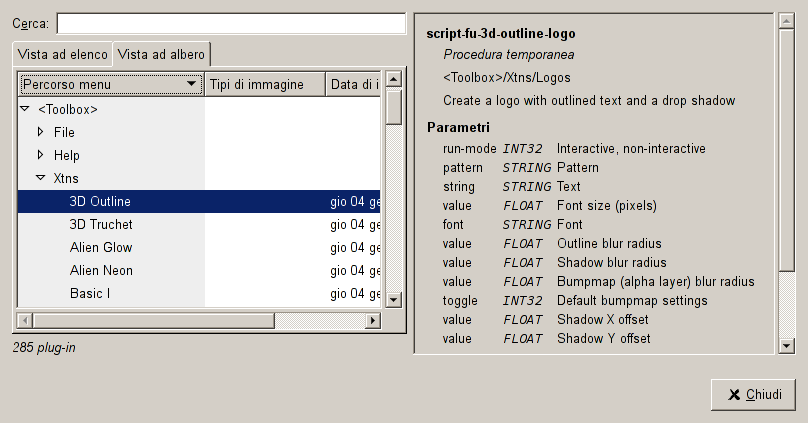 Cerca:
Vista ad elenco Vista ad albero
Percorso menu Tipi di immagine Data di i
<Toolbox>
File
Help
Xtns
3D Outline gio 04 ge
3D Truchet gio 04 ge
Alien Glow gio 04 ge
Alien Neon gio 04 ge
Basic I gio 04 ge
285 plug-in
script-fu-3d-outline-logo
Procedura temporanea
<Toolbox>/Xtns/Logos
Create a logo with outlined text and a drop shadow
Parametri
run-mode INT32 Interactive, non-interactive
pattern STRING Pattern
string STRING Text
value FLOAT Font size (pixels)
font STRING Font
value FLOAT Outline blur radius
value FLOAT Shadow blur radius
value FLOAT Bumpmap (alpha layer) blur radius
toggle INT32 Default bumpmap settings
value FLOAT Shadow X offset
value FLOAT Shadow Y offset
Chiudi